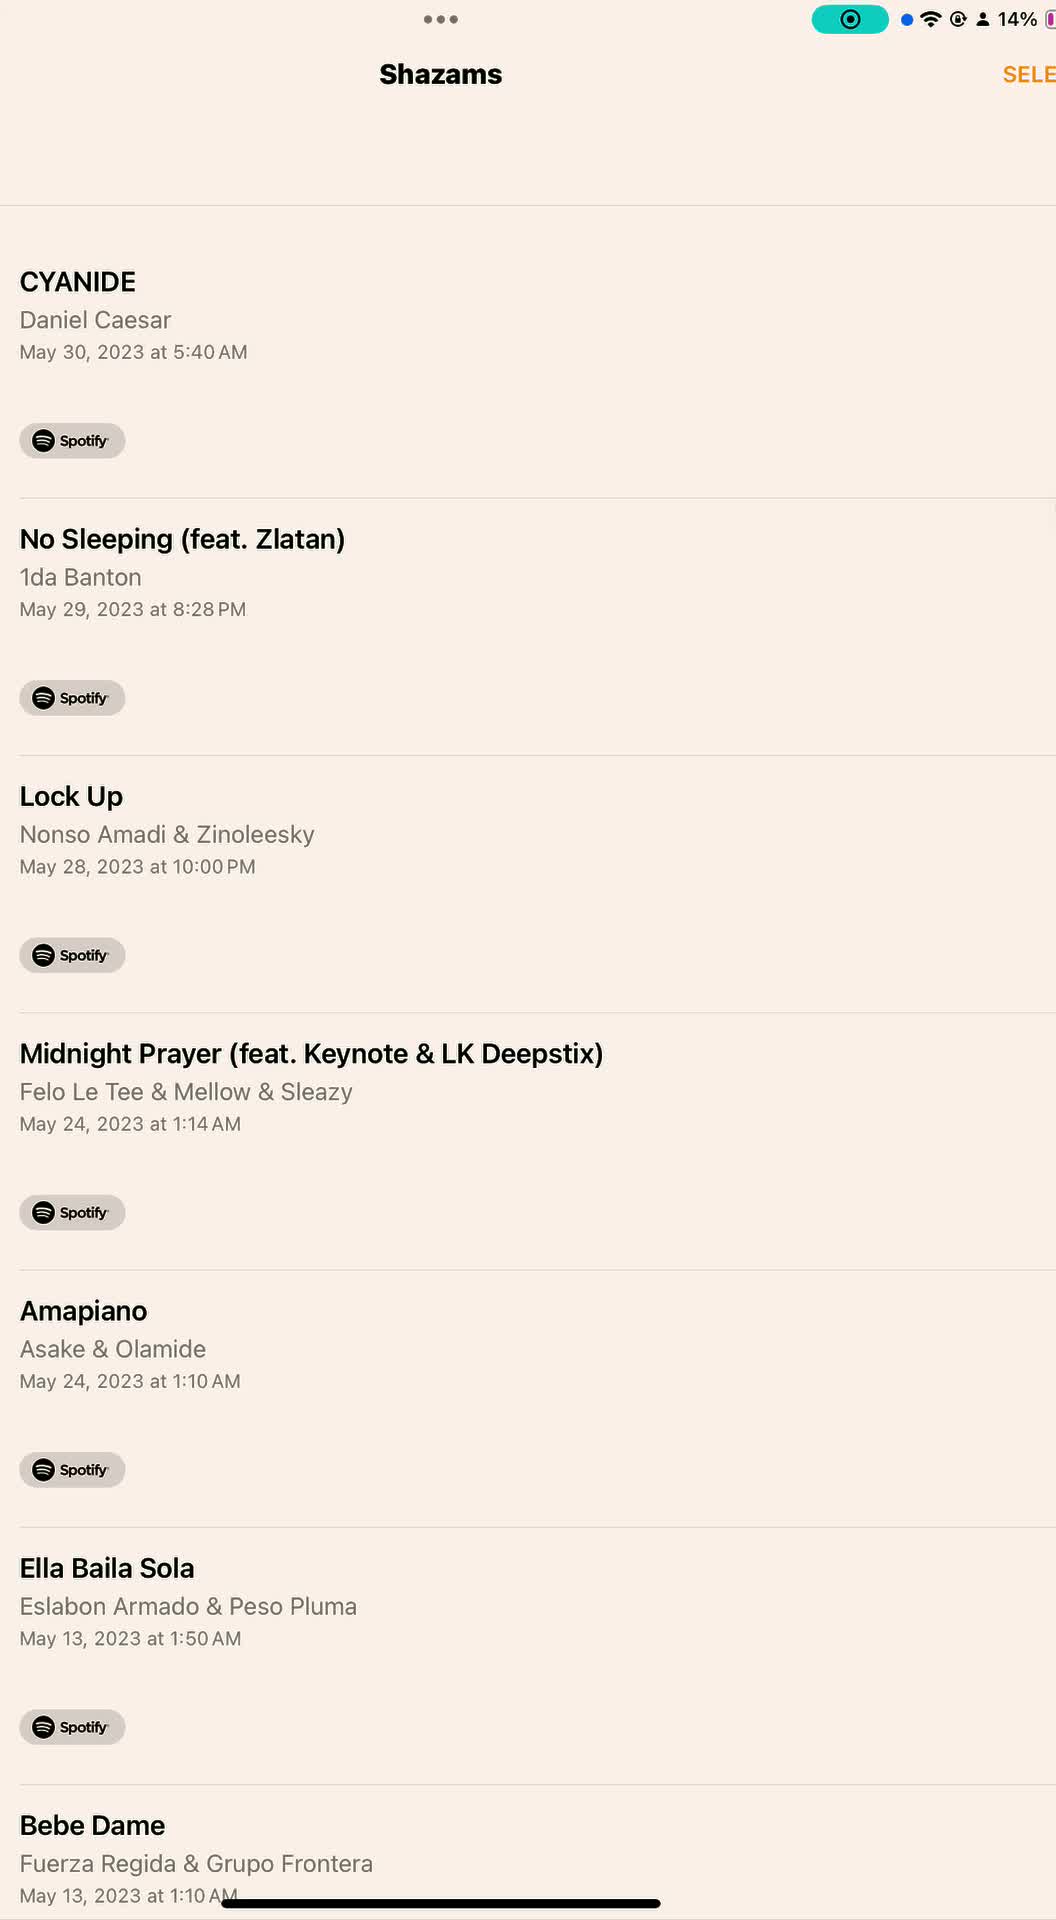 14%
Shazams
SELE
CYANIDE
Daniel Caesar
May 30, 2023 at 5:40 AM
Spotify
No Sleeping (feat. Zlatan)
1da Banton
May 29, 2023 at 8:28 PM
Spotify
Lock Up
Nonso Amadi & Zinoleesky
May 28, 2023 at 10:00 PM
Spotify
Midnight Prayer (feat. Keynote & LK Deepstix)
Felo Le Tee & Mellow & Sleazy
May 24, 2023 at 1:14 AM
Spotify
Amapiano
Asake & Olamide
May 24, 2023 at 1:10 AM
Spotify
Ella Baila Sola
Eslabon Armado & Peso Pluma
May 13, 2023 at 1:50 AM
Spotify
Bebe Dame
Fuerza Regida & Grupo Frontera
May 13, 2023 at 1:10 AM